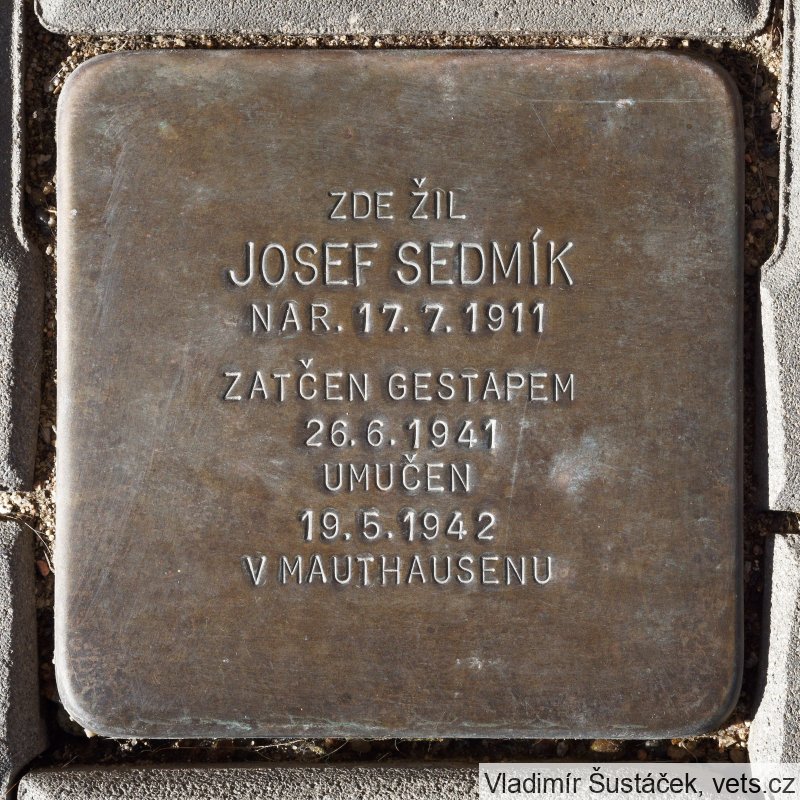 ZDE ŽIL
JOSEF SEDMÍK
NAR. 17. 7. 1911
ZATČEN GESTAPEM
26. 6. 1941
UMUČEN
19. 5. 1942
V MAUTHAUSENU
Vladimír Šustáček, vets.cz